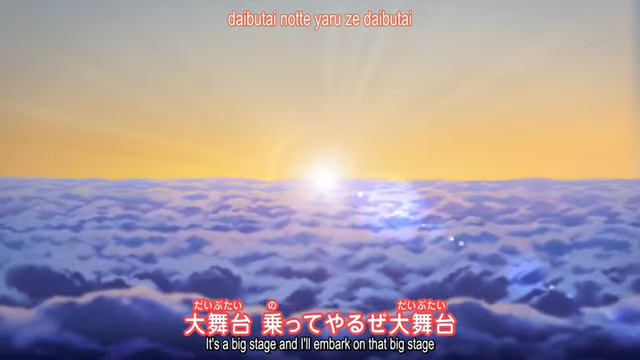 daibutai notte yaru ze daibutai
だいぶたい の だいぶたい
大舞台 乗ってやるぜ大舞台
It's a big stage and I'll embark on that big stage